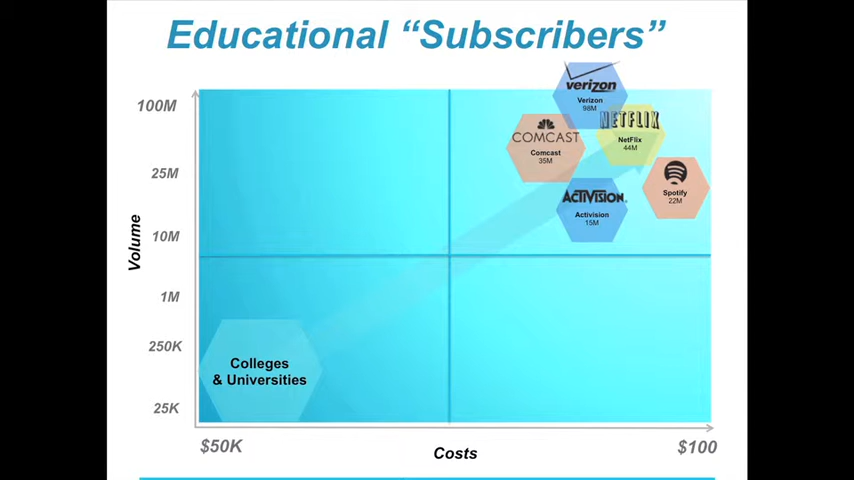 Educational “Subscribers”
100M
25M
10M
1M
250K
25K
Volume
verizon
Verizon
98M
COMCAST
Comcast
35M
NETFLIX
NetFlix
44M
Spotify
22M
ACTIVISION
Activision
15M
Colleges
& Universities
$50K
Costs
$100